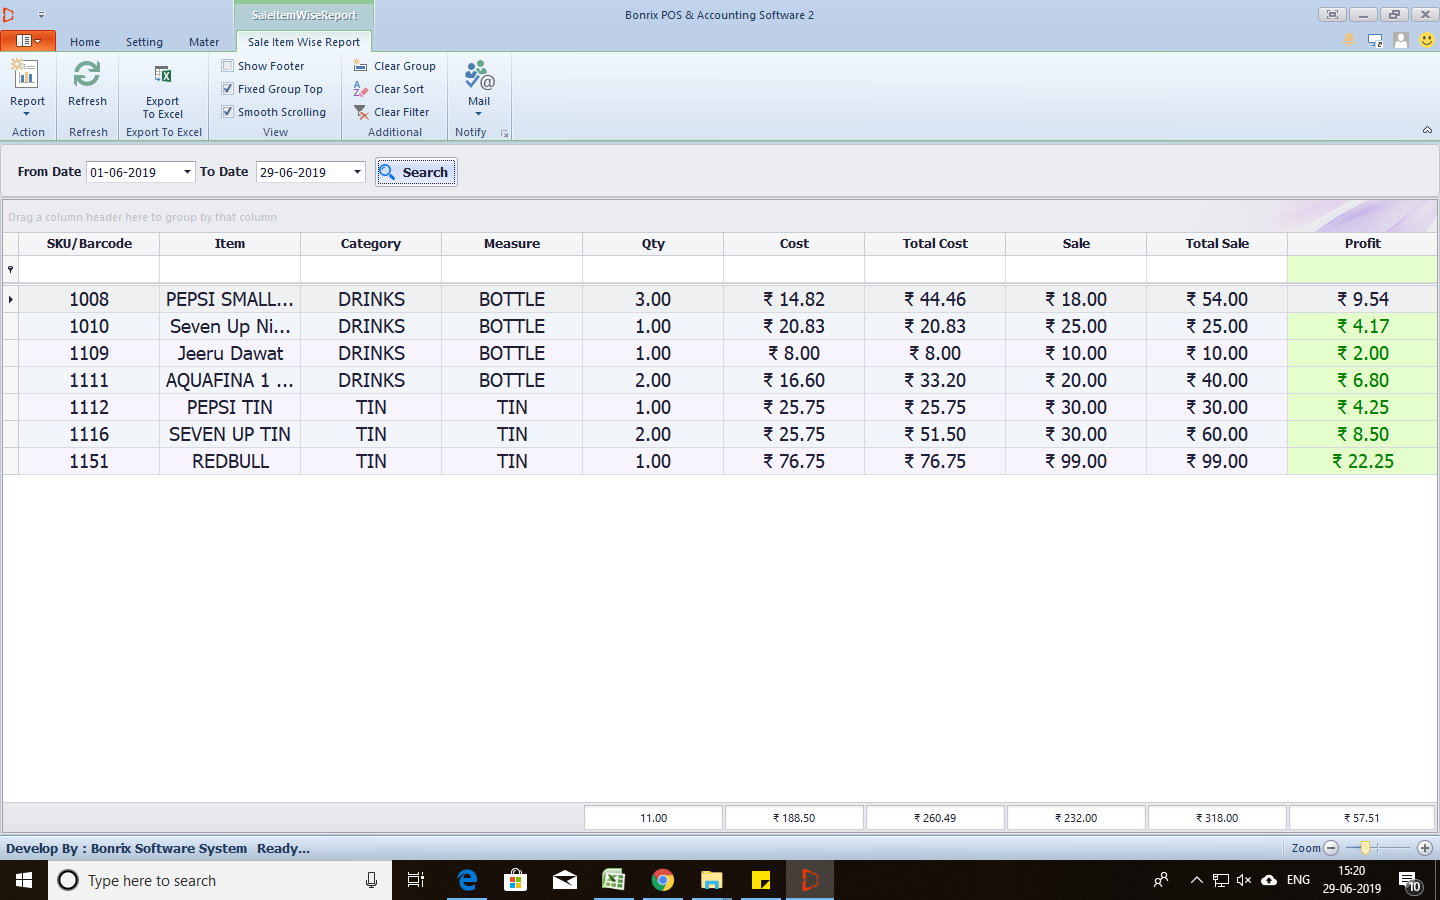 SaleItemWiseReport
Bonrix POS & Accounting Software 2
Home Setting Mater Sale Item Wise Report
Report
Action
Refresh
Refresh
Export
To Excel
Export To Excel
Show Footer
Fixed Group Top
Smooth Scrolling
View
Clear Group
Clear Sort
Clear Filter
Additional
Mail
Notify
From Date 01-06-2019 To Date 29-06-2019 Search
Drag a column header here to group by that column
SKU/Barcode Item Category Measure Qty Cost Total Cost Sale Total Sale Profit
1008 PEPSI SMALL... DRINKS BOTTLE 3.00 ₹ 14.82 ₹ 44.46 ₹ 18.00 ₹ 54.00 ₹ 9.54
1010 Seven Up Ni... DRINKS BOTTLE 1.00 ₹ 20.83 ₹ 20.83 ₹ 25.00 ₹ 25.00 ₹ 4.17
1109 Jeeru Dawat DRINKS BOTTLE 1.00 ₹ 8.00 ₹ 8.00 ₹ 10.00 ₹ 10.00 ₹ 2.00
1111 AQUAFINA 1 ... DRINKS BOTTLE 2.00 ₹ 16.60 ₹ 33.20 ₹ 20.00 ₹ 40.00 ₹ 6.80
1112 PEPSI TIN TIN TIN 1.00 ₹ 25.75 ₹ 25.75 ₹ 30.00 ₹ 30.00 ₹ 4.25
1116 SEVEN UP TIN TIN TIN 2.00 ₹ 25.75 ₹ 51.50 ₹ 30.00 ₹ 60.00 ₹ 8.50
1151 REDBULL TIN TIN 1.00 ₹ 76.75 ₹ 76.75 ₹ 99.00 ₹ 99.00 ₹ 22.25
11.00 ₹ 188.50 ₹ 260.49 ₹ 232.00 ₹ 318.00 ₹ 57.51
Develop By : Bonrix Software System Ready... Zoom
Type here to search
ENG
15:20
29-06-2019
10